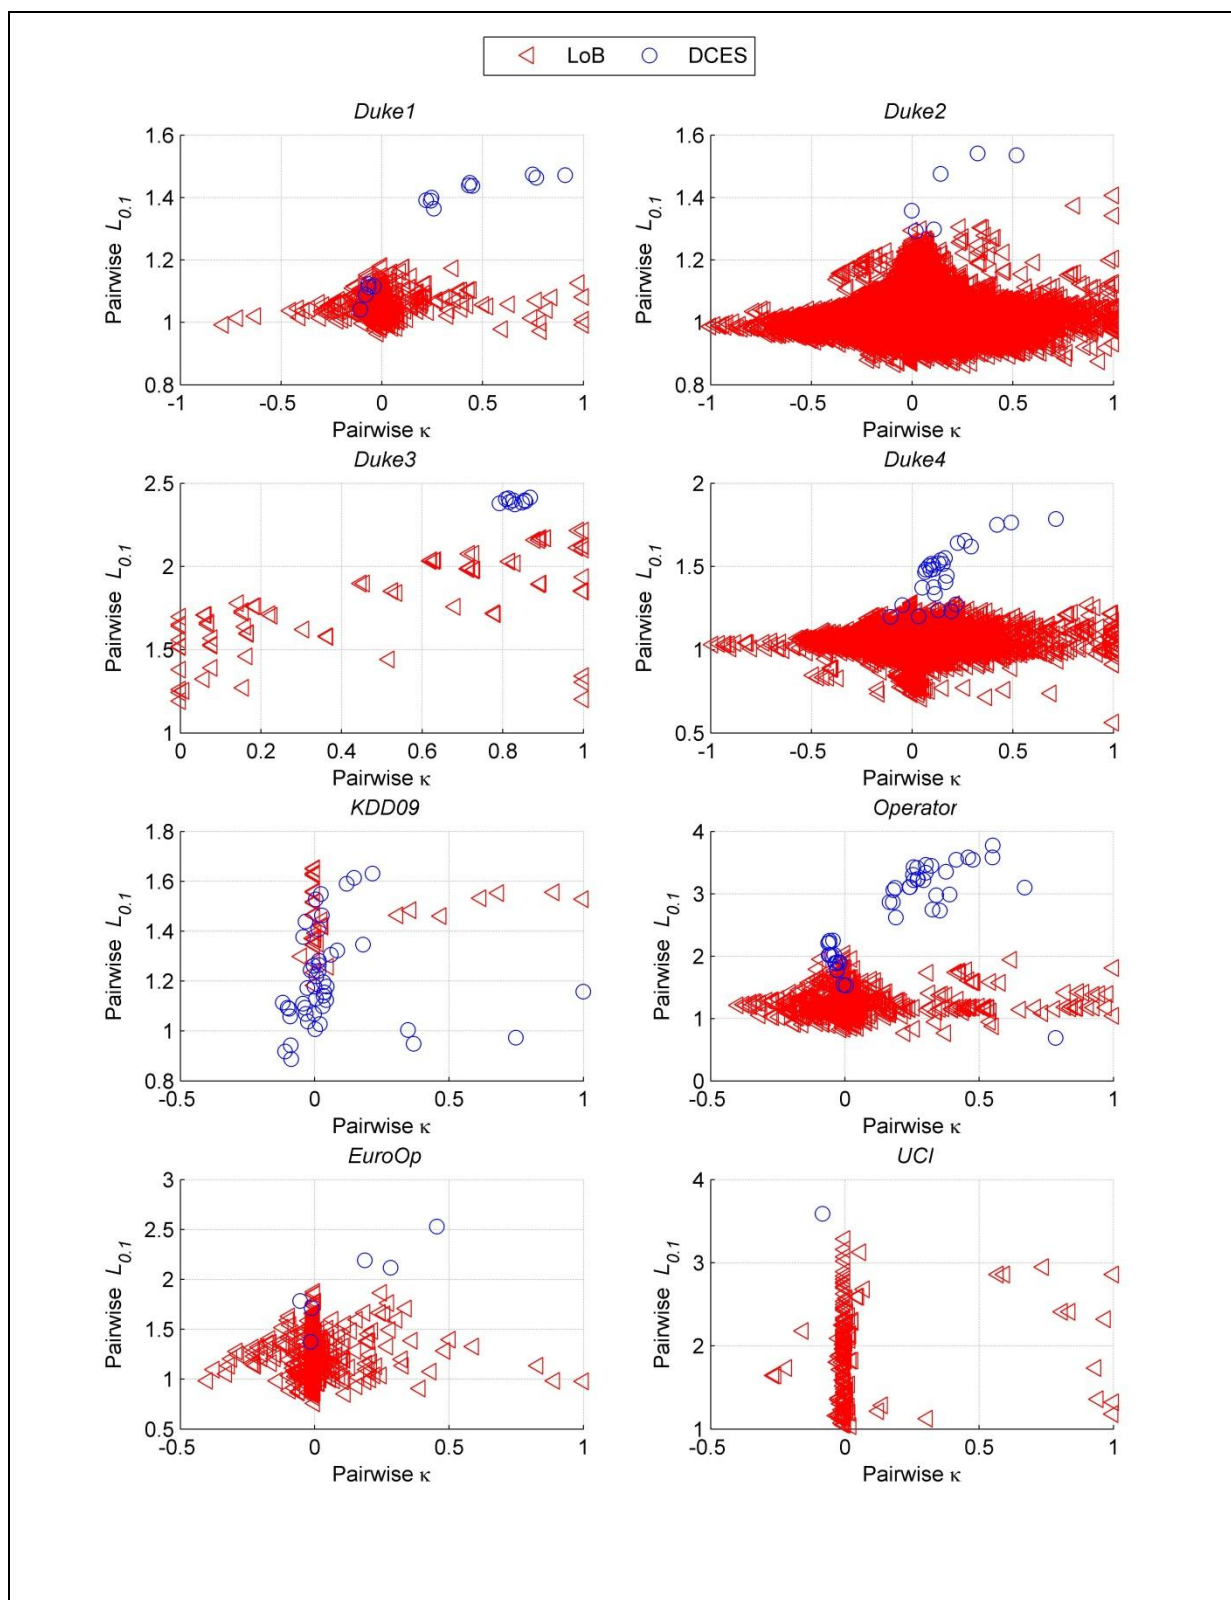 LoB DCES
Duke1
1.6
1.4
1.2
1
0.8
-1 -0.5 0 0.5 1
Pairwise κ
Pairwise L0.1
Duke2
1.6
1.4
1.2
1
0.8
-1 -0.5 0 0.5 1
Pairwise κ
Pairwise L0.1
Duke3
2.5
2
1.5
1
0 0.2 0.4 0.6 0.8 1
Pairwise κ
Pairwise L0.1
Duke4
2
1.5
1
0.5
-1 -0.5 0 0.5 1
Pairwise κ
Pairwise L0.1
KDD09
1.8
1.6
1.4
1.2
1
0.8
-0.5 0 0.5 1
Pairwise κ
Pairwise L0.1
Operator
4
3
2
1
0
-0.5 0 0.5 1
Pairwise κ
Pairwise L0.1
EuroOp
3
2.5
2
1.5
1
0.5
-0.5 0 0.5 1
Pairwise κ
Pairwise L0.1
UCI
4
3
2
1
-0.5 0 0.5 1
Pairwise κ
Pairwise L0.1